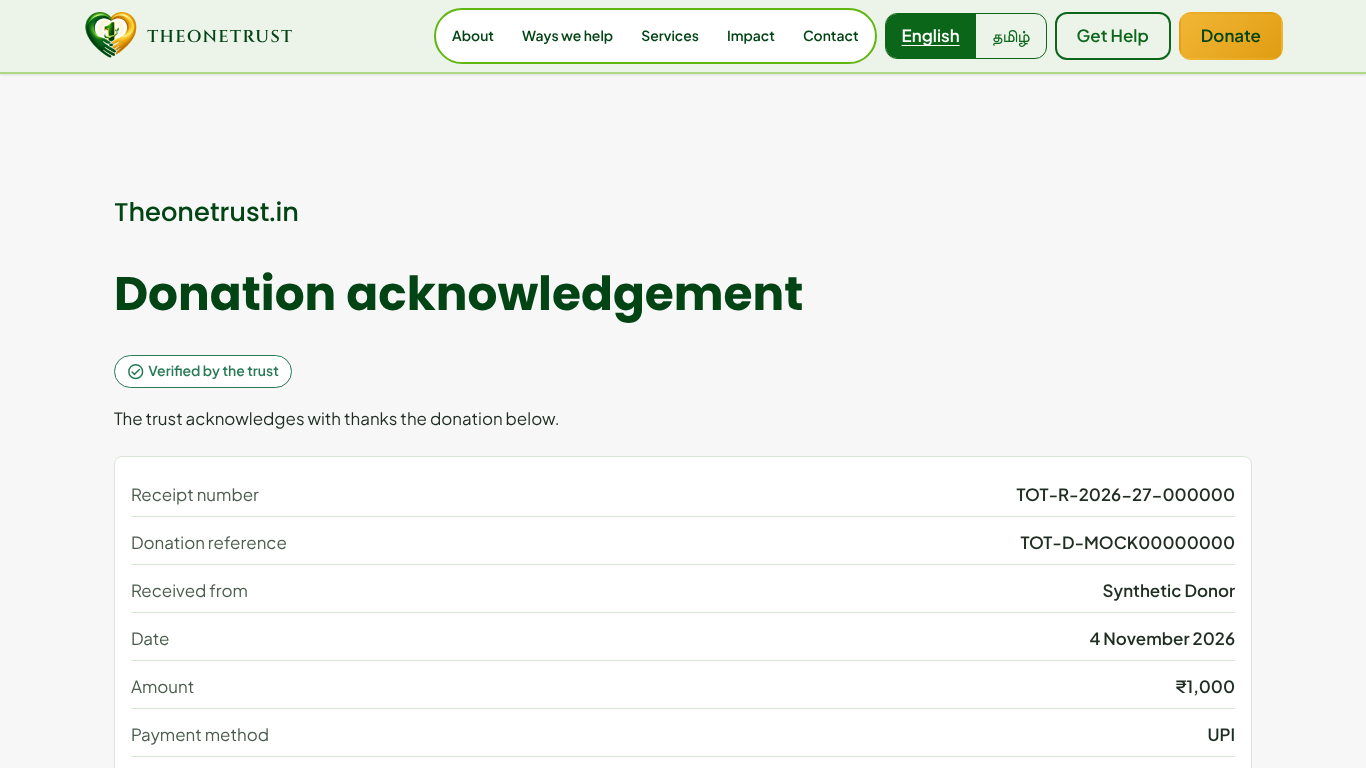 THEONETRUST
About
Ways we help
Services
Impact
Contact
English
தமிழ்
Get Help
Donate
Theonetrust.in
Donation acknowledgement
Verified by the trust
The trust acknowledges with thanks the donation below.
Receipt number TOT-R-2026-27-000000
Donation reference TOT-D-MOCK00000000
Received from Synthetic Donor
Date 4 November 2026
Amount ₹1,000
Payment method UPI